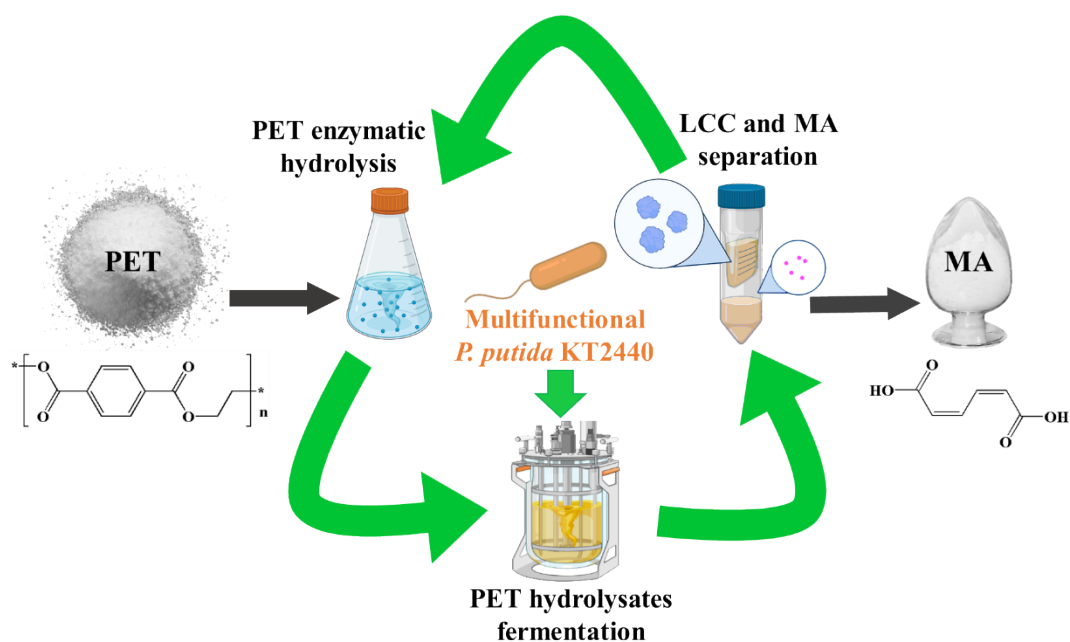 PET enzymatic
hydrolysis
LCC and MA
separation
PET
MA
Multifunctional
P. putida KT2440
* O O O O * n
HO O O OH
PET hydrolysates
fermentation